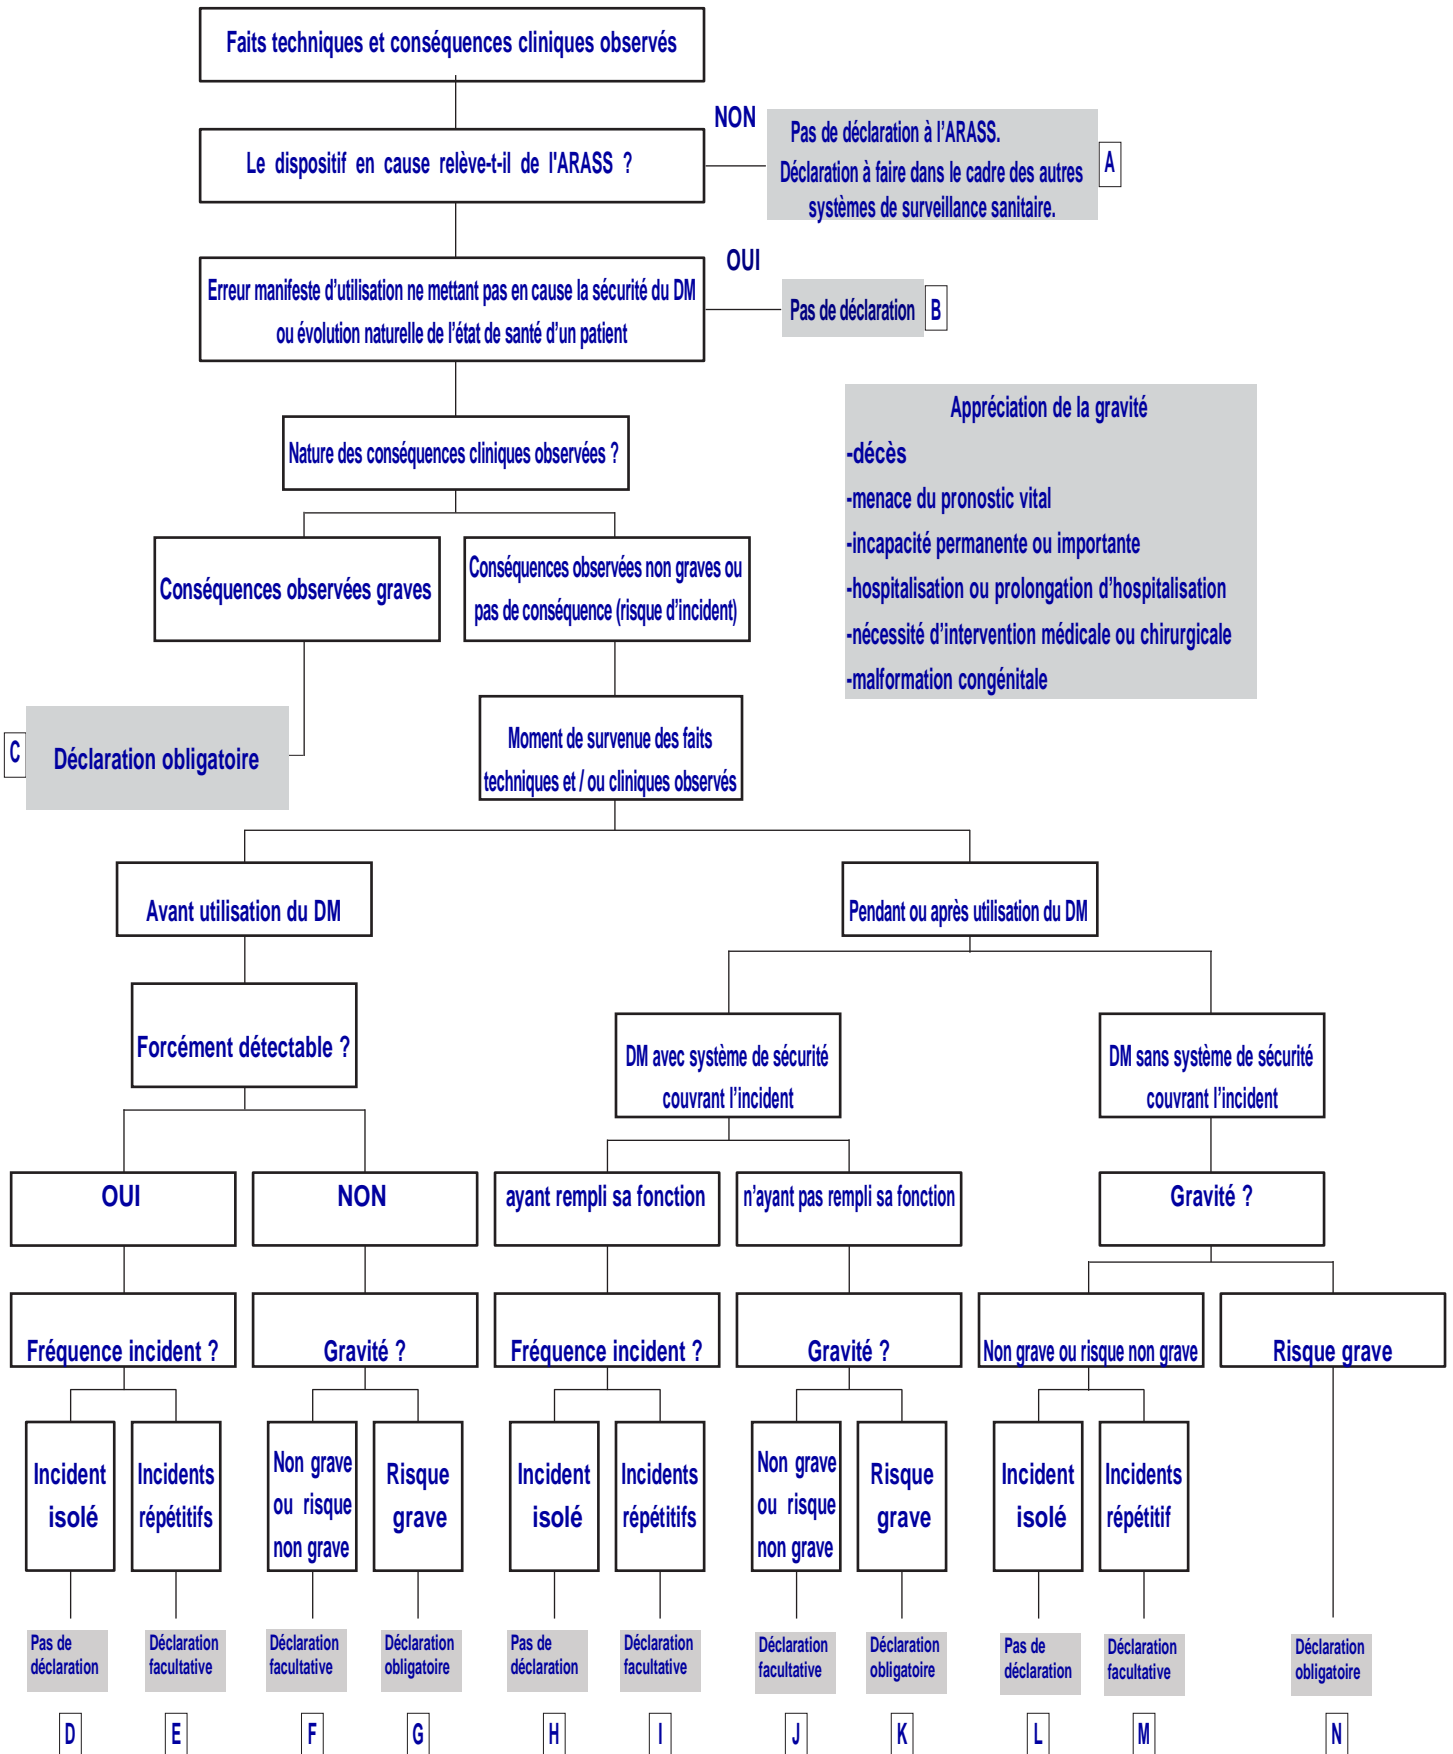 Faits techniques et conséquences cliniques observés
NON
Le dispositif en cause relève-t-il de l'ARASS ?
Pas de déclaration à l’ARASS.
Déclaration à faire dans le cadre des autres
systèmes de surveillance sanitaire.
A
OUI
Erreur manifeste d’utilisation ne mettant pas en cause la sécurité du DM
ou évolution naturelle de l’état de santé d’un patient
Pas de déclaration
B
Appréciation de la gravité
-décès
-menace du pronostic vital
-incapacité permanente ou importante
-hospitalisation ou prolongation d’hospitalisation
-nécessité d’intervention médicale ou chirurgicale
-malformation congénitale
Nature des conséquences cliniques observées ?
Conséquences observées graves
Conséquences observées non graves ou
pas de conséquence (risque d’incident)
C
Déclaration obligatoire
Moment de survenue des faits
techniques et / ou cliniques observés
Avant utilisation du DM
Pendant ou après utilisation du DM
Forcément détectable ?
DM avec système de sécurité
couvrant l’incident
DM sans système de sécurité
couvrant l’incident
OUI
NON
ayant rempli sa fonction
n’ayant pas rempli sa fonction
Gravité ?
Fréquence incident ?
Gravité ?
Fréquence incident ?
Gravité ?
Non grave ou risque non grave
Risque grave
Incident
isolé
Incidents
répétitifs
Non grave
ou risque
non grave
Risque
grave
Incident
isolé
Incidents
répétitifs
Non grave
ou risque
non grave
Risque
grave
Incident
isolé
Incidents
répétitif
Pas de
déclaration
Déclaration
facultative
Déclaration
facultative
Déclaration
obligatoire
Pas de
déclaration
Déclaration
facultative
Déclaration
facultative
Déclaration
obligatoire
Pas de
déclaration
Déclaration
facultative
Déclaration
obligatoire
D
E
F
G
H
I
J
K
L
M
N